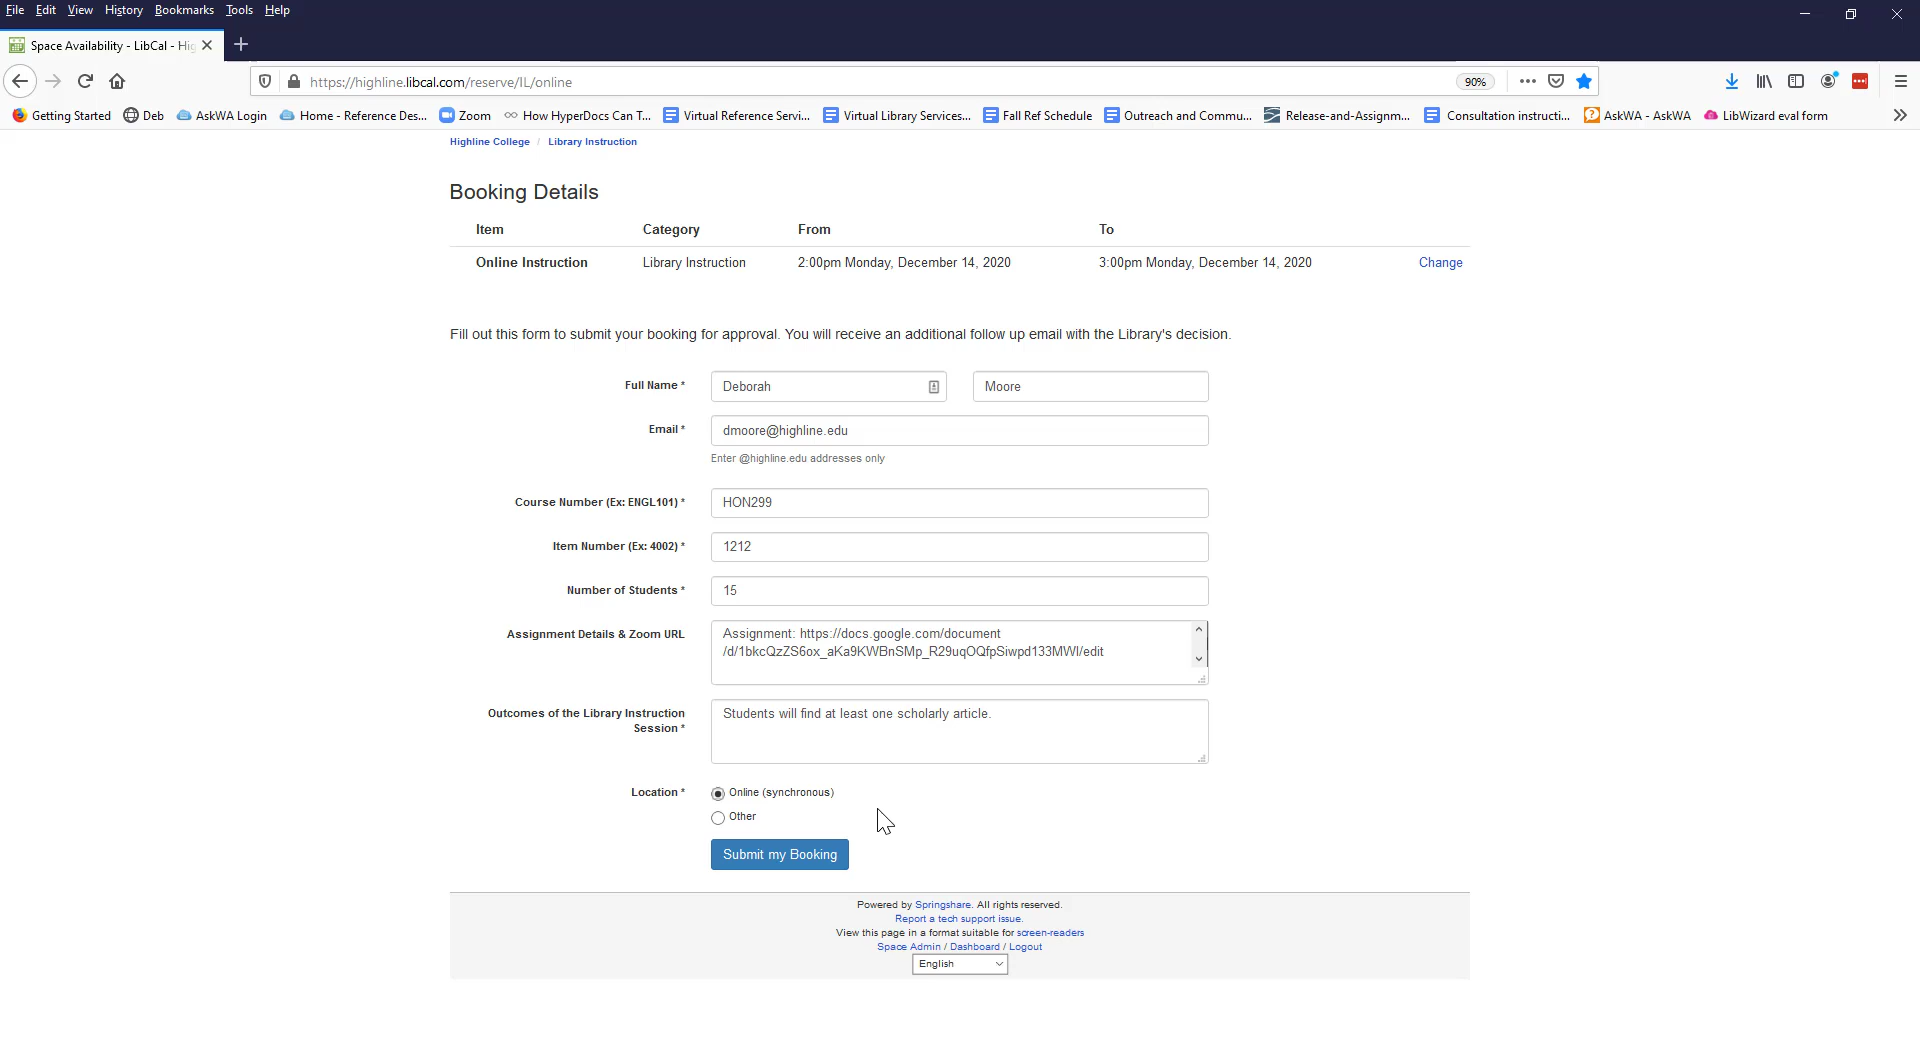 File Edit View History Bookmarks Tools Help
Space Availability - LibCal - Hig
https://highline.libcal.com/reserve/IL/online
90%
Getting Started Deb AskWA Login Home - Reference Des... Zoom How HyperDocs Can T... Virtual Reference Servi... Virtual Library Services... Fall Ref Schedule Outreach and Commu... Release-and-Assignm... Consultation instructi... AskWA - AskWA LibWizard eval form
Highline College / Library Instruction
Booking Details
Item Category From To
Online Instruction Library Instruction 2:00pm Monday, December 14, 2020 3:00pm Monday, December 14, 2020 Change
Fill out this form to submit your booking for approval. You will receive an additional follow up email with the Library's decision.
Full Name * Deborah Moore
Email * dmoore@highline.edu
Enter @highline.edu addresses only
Course Number (Ex: ENGL101) * HON299
Item Number (Ex: 4002) * 1212
Number of Students * 15
Assignment Details & Zoom URL Assignment: https://docs.google.com/document
/d/1bkcQzZS6ox_aKa9KWBnSMp_R29uqOQfpSiwpd133MWI/edit
Outcomes of the Library Instruction Students will find at least one scholarly article.
Session *
Location * Online (synchronous)
Other
Submit my Booking
Powered by Springshare. All rights reserved.
Report a tech support issue.
View this page in a format suitable for screen-readers
Space Admin / Dashboard / Logout
English